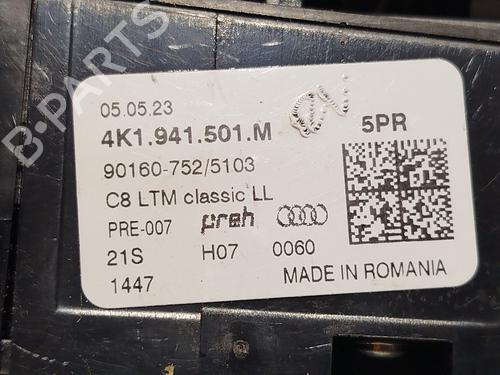 B-PARTS
05.05.23
4K1.941.501.M
5PR
90160-752/5103
C8 LTM classic LL
PRE-007 preh
21S H07 0060
1447 MADE IN ROMANIA